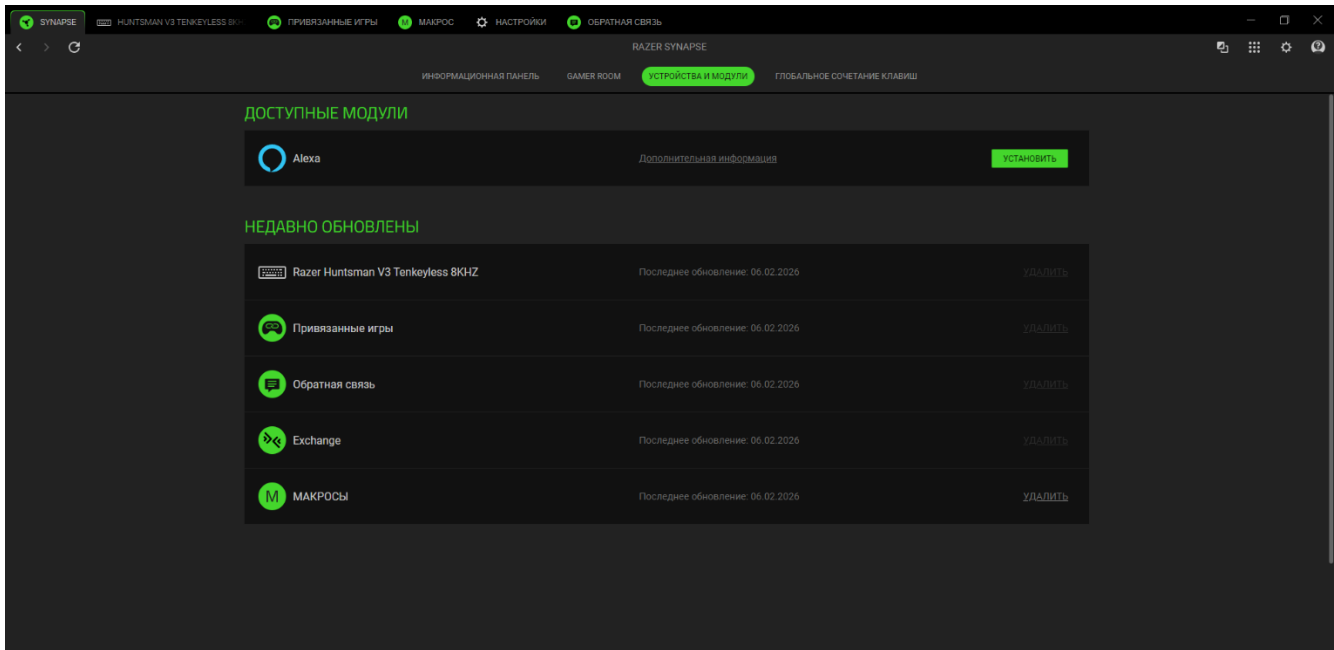 SYNAPSE HUNTSMAN V3 TENKEYLESS 8KH ПРИВЯЗАННЫЕ ИГРЫ M МАКРОС НАСТРОЙКИ ОБРАТНАЯ СВЯЗЬ
RAZER SYNAPSE
ИНФОРМАЦИОННАЯ ПАНЕЛЬ GAMER ROOM УСТРОЙСТВА И МОДУЛИ ГЛОБАЛЬНОЕ СОЧЕТАНИЕ КЛАВИШ
ДОСТУПНЫЕ МОДУЛИ
Alexa Дополнительная информация УСТАНОВИТЬ
НЕДАВНО ОБНОВЛЕНЫ
Razer Huntsman V3 Tenkeyless 8KHZ Последнее обновление: 06.02.2026 УДАЛИТЬ
Привязанные игры Последнее обновление: 06.02.2026 УДАЛИТЬ
Обратная связь Последнее обновление: 06.02.2026 УДАЛИТЬ
Exchange Последнее обновление: 06.02.2026 УДАЛИТЬ
M МАКРОСЫ Последнее обновление: 06.02.2026 УДАЛИТЬ